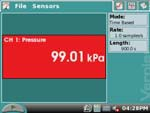 File Sensors
CH 1: Pressure
99.01 kPa
Mode:
Time Based
Rate:
1.0 samples/s
Length:
900.0 s
Vernier
04:28PM